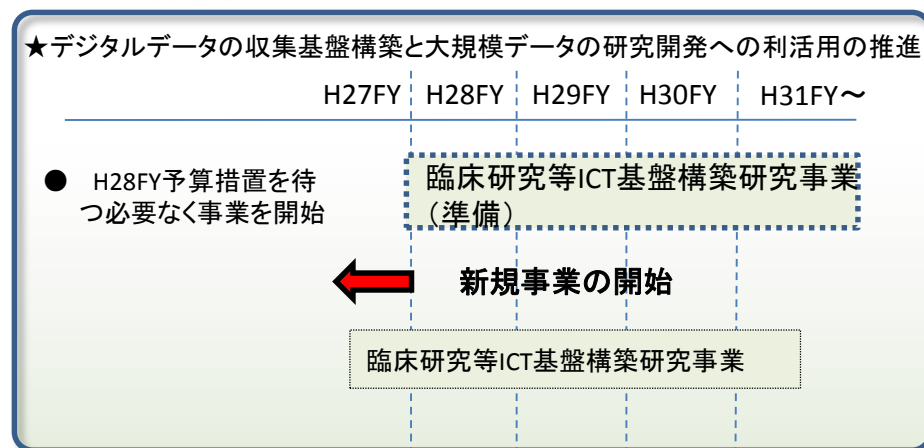 ★デジタルデータの収集基盤構築と大規模データの研究開発への利活用の推進
H27FY H28FY H29FY H30FY H31FY～
● H28FY予算措置を待
つ必要なく事業を開始
臨床研究等ICT基盤構築研究事業
（準備）
新規事業の開始
臨床研究等ICT基盤構築研究事業